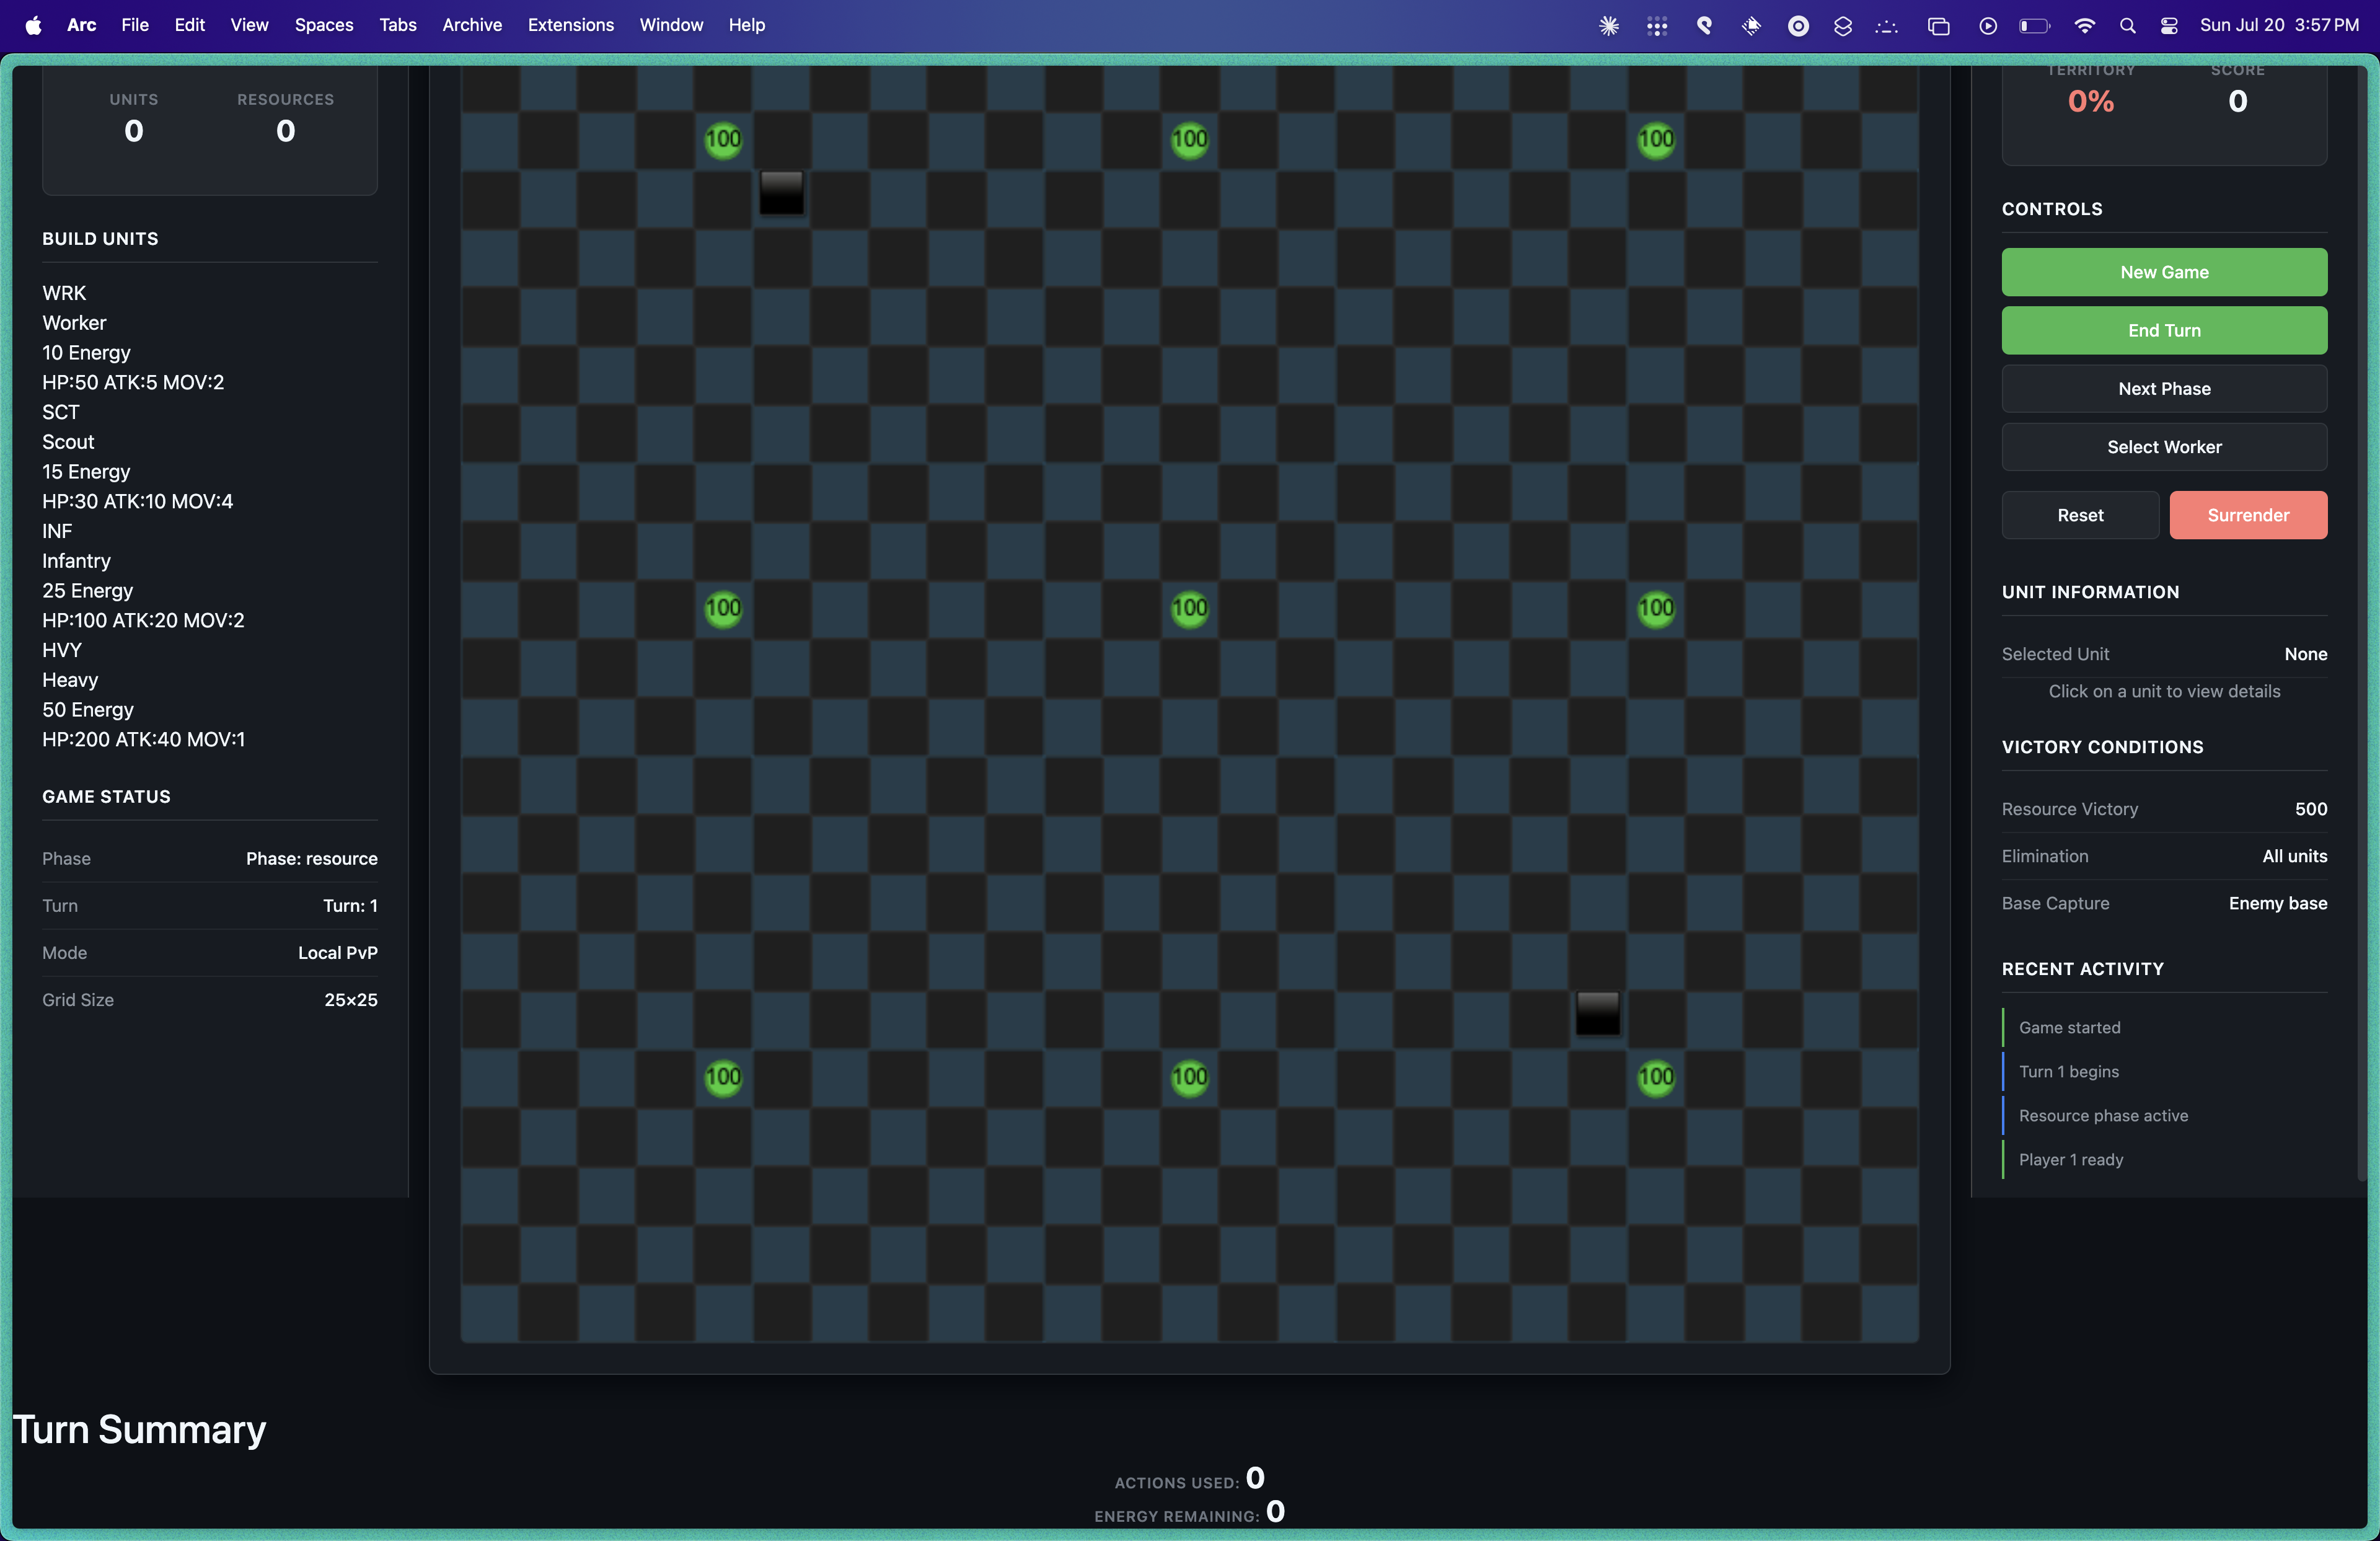 Arc File Edit View Spaces Tabs Archive Extensions Window Help Sun Jul 20 3:57 PM
UNITS RESOURCES
0 0
BUILD UNITS
WRK
Worker
10 Energy
HP:50 ATK:5 MOV:2
SCT
Scout
15 Energy
HP:30 ATK:10 MOV:4
INF
Infantry
25 Energy
HP:100 ATK:20 MOV:2
HVY
Heavy
50 Energy
HP:200 ATK:40 MOV:1
GAME STATUS
Phase Phase: resource
Turn Turn: 1
Mode Local PvP
Grid Size 25×25
100 100 100
100 100 100
100 100 100
TERRITORY SCORE
0% 0
CONTROLS
New Game
End Turn
Next Phase
Select Worker
Reset Surrender
UNIT INFORMATION
Selected Unit None
Click on a unit to view details
VICTORY CONDITIONS
Resource Victory 500
Elimination All units
Base Capture Enemy base
RECENT ACTIVITY
Game started
Turn 1 begins
Resource phase active
Player 1 ready
Turn Summary
ACTIONS USED: 0
ENERGY REMAINING: 0